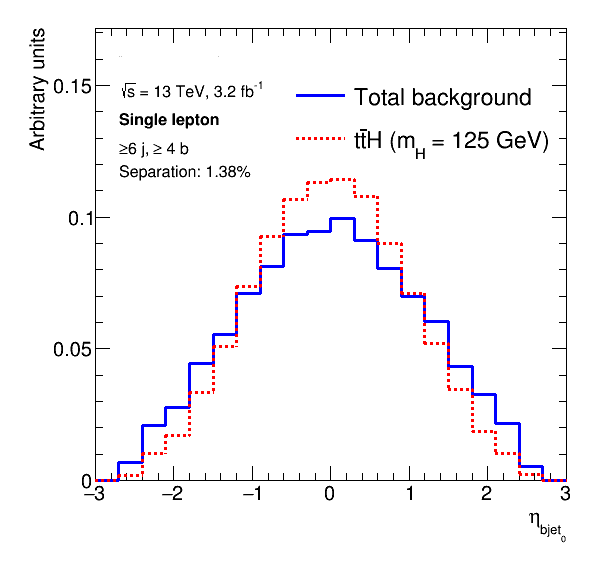 Arbitrary units
0.15
0.1
0.05
0
√s = 13 TeV, 3.2 fb⁻¹
Single lepton
≥6 j, ≥ 4 b
Separation: 1.38%
Total background
tt̄H (m_H = 125 GeV)
−3 −2 −1 0 1 2 3
η_bjet_0